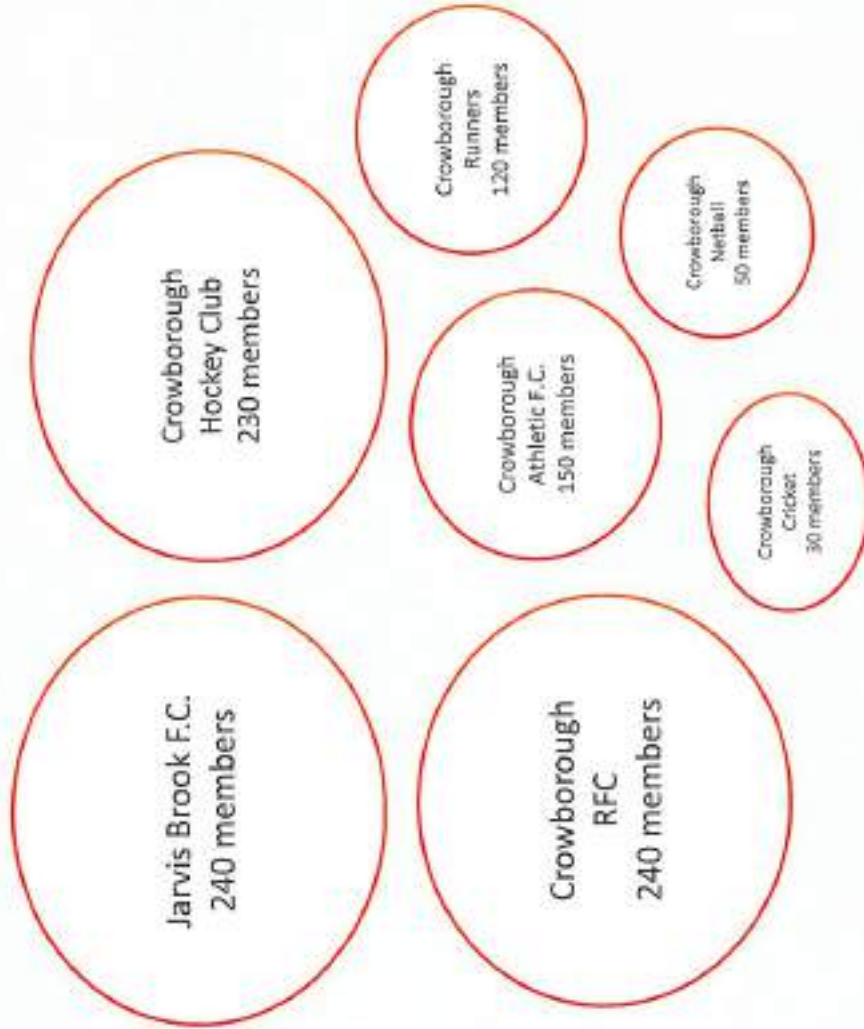 Jarvis Brook F.C.
240 members
Crowborough
Hockey Club
230 members
Crowborough
RFC
240 members
Crowborough
Athletic F.C.
150 members
Crowborough
Runners
120 members
Crowborough
Cricket
30 members
Crowborough
Netball
50 members